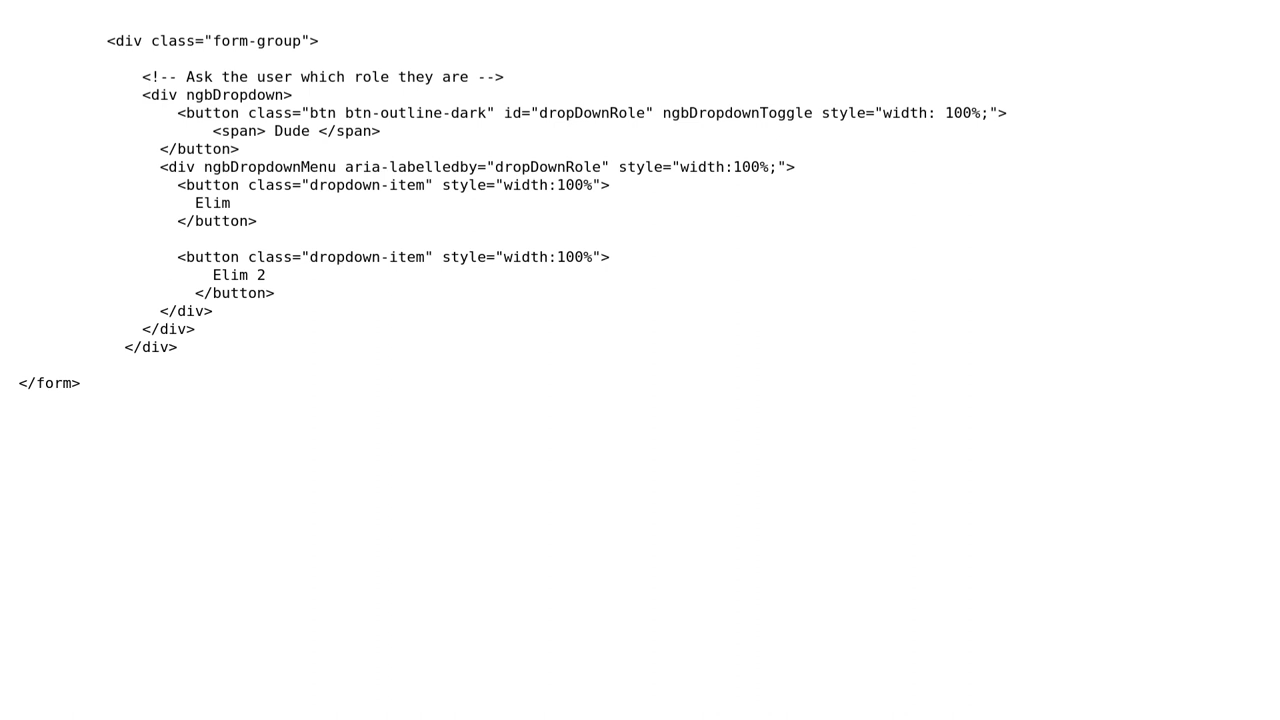 <div class="form-group">
<!-- Ask the user which role they are -->
<div ngbDropdown>
<button class="btn btn-outline-dark" id="dropDownRole" ngbDropdownToggle style="width: 100%;">
<span> Dude </span>
</button>
<div ngbDropdownMenu aria-labelledby="dropDownRole" style="width:100%;">
<button class="dropdown-item" style="width:100%">
Elim
</button>
<button class="dropdown-item" style="width:100%">
Elim 2
</button>
</div>
</div>
</div>
</form>